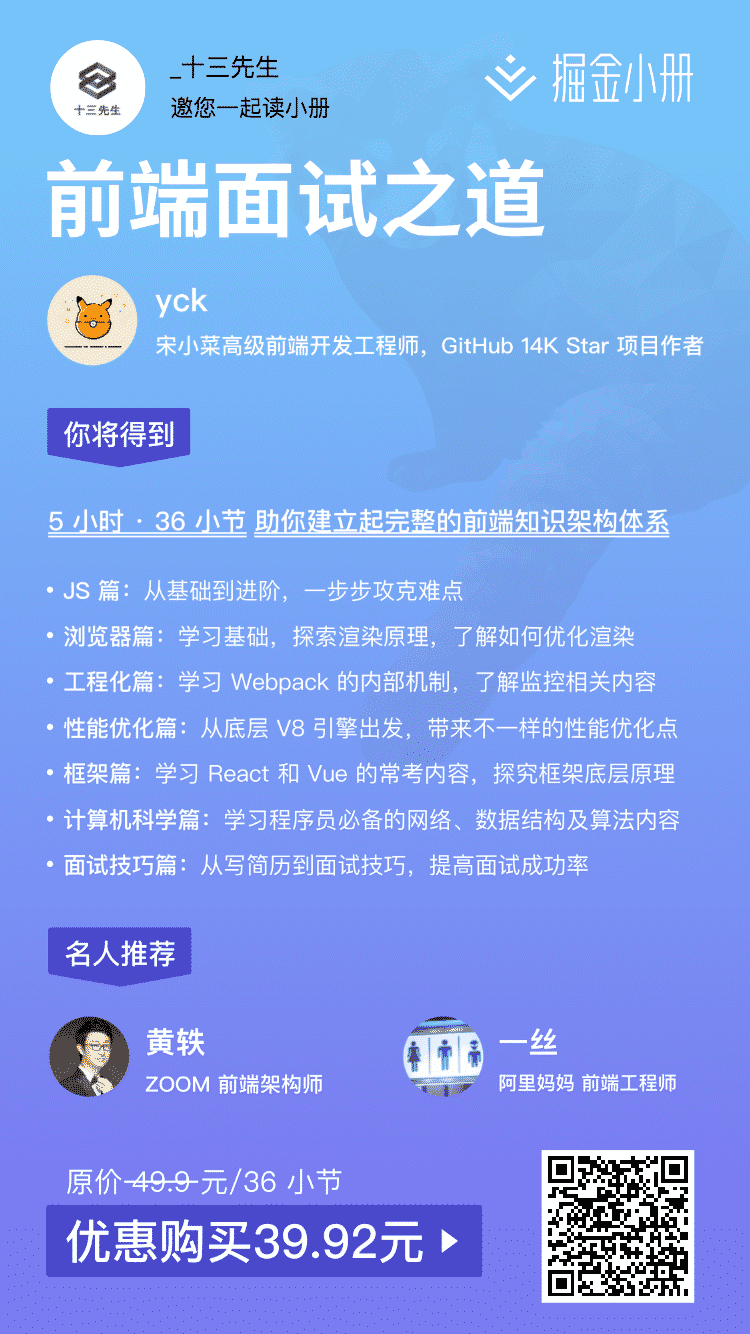 十三先生
_十三先生
邀您一起读小册
掘金小册
前端面试之道
yck
宋小菜高级前端开发工程师，GitHub 14K Star 项目作者
你将得到
5 小时 · 36 小节 助你建立起完整的前端知识架构体系
• JS 篇：从基础到进阶，一步步攻克难点
• 浏览器篇：学习基础，探索渲染原理，了解如何优化渲染
• 工程化篇：学习 Webpack 的内部机制，了解监控相关内容
• 性能优化篇：从底层 V8 引擎出发，带来不一样的性能优化点
• 框架篇：学习 React 和 Vue 的常考内容，探究框架底层原理
• 计算机科学篇：学习程序员必备的网络、数据结构及算法内容
• 面试技巧篇：从写简历到面试技巧，提高面试成功率
名人推荐
黄轶
ZOOM 前端架构师
一丝
阿里妈妈 前端工程师
原价 49.9 元/36 小节
优惠购买39.92元